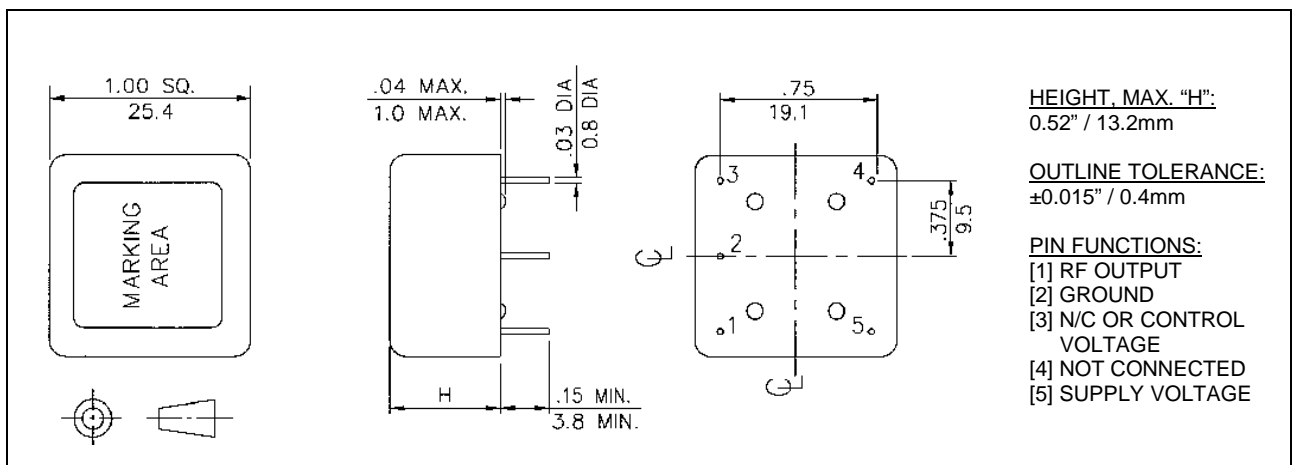 1.00 SQ.
25.4
MARKING
AREA
.04 MAX.
1.0 MAX.
.03 DIA
0.8 DIA
H
.15 MIN.
3.8 MIN.
.75
19.1
3
4
2
1
5
.375
9.5
CL
CL
HEIGHT, MAX. “H”:
0.52” / 13.2mm
OUTLINE TOLERANCE:
±0.015” / 0.4mm
PIN FUNCTIONS:
[1] RF OUTPUT
[2] GROUND
[3] N/C OR CONTROL
VOLTAGE
[4] NOT CONNECTED
[5] SUPPLY VOLTAGE